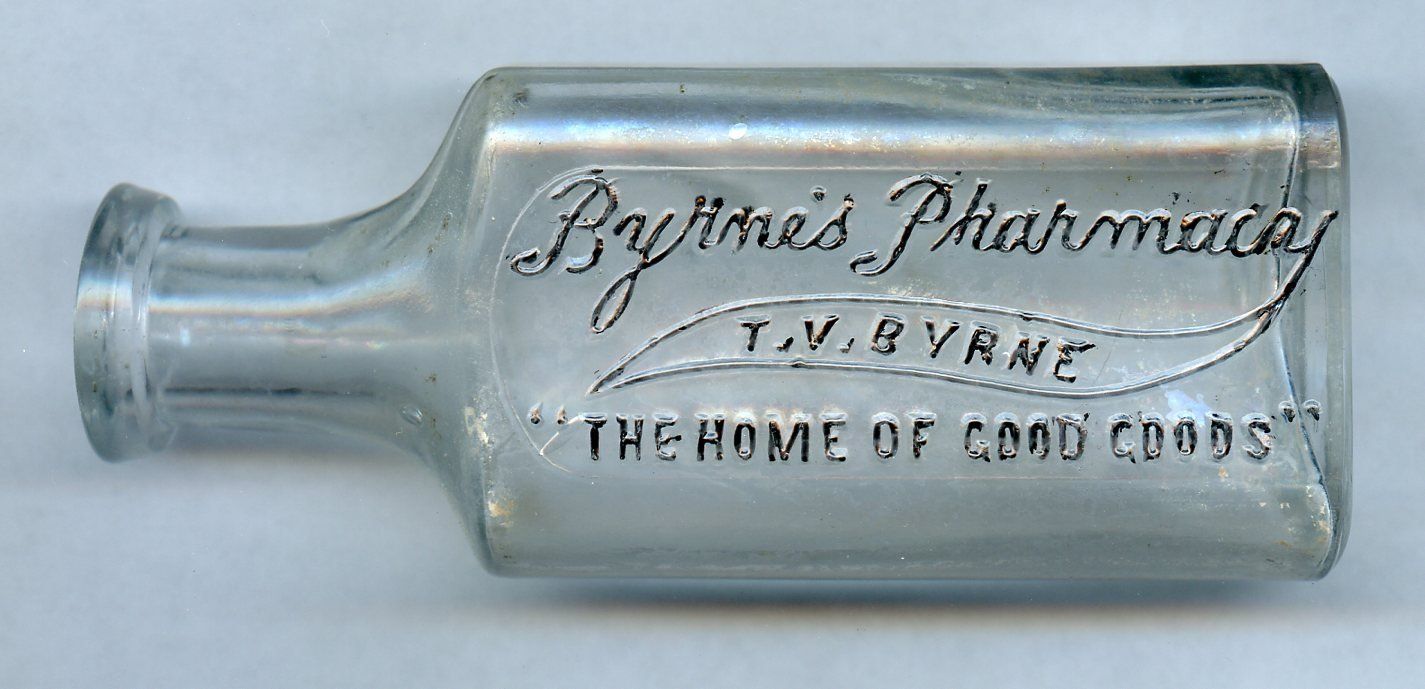 Byrne's Pharmacy
T.V. BYRNE
"THE HOME OF GOOD GOODS"